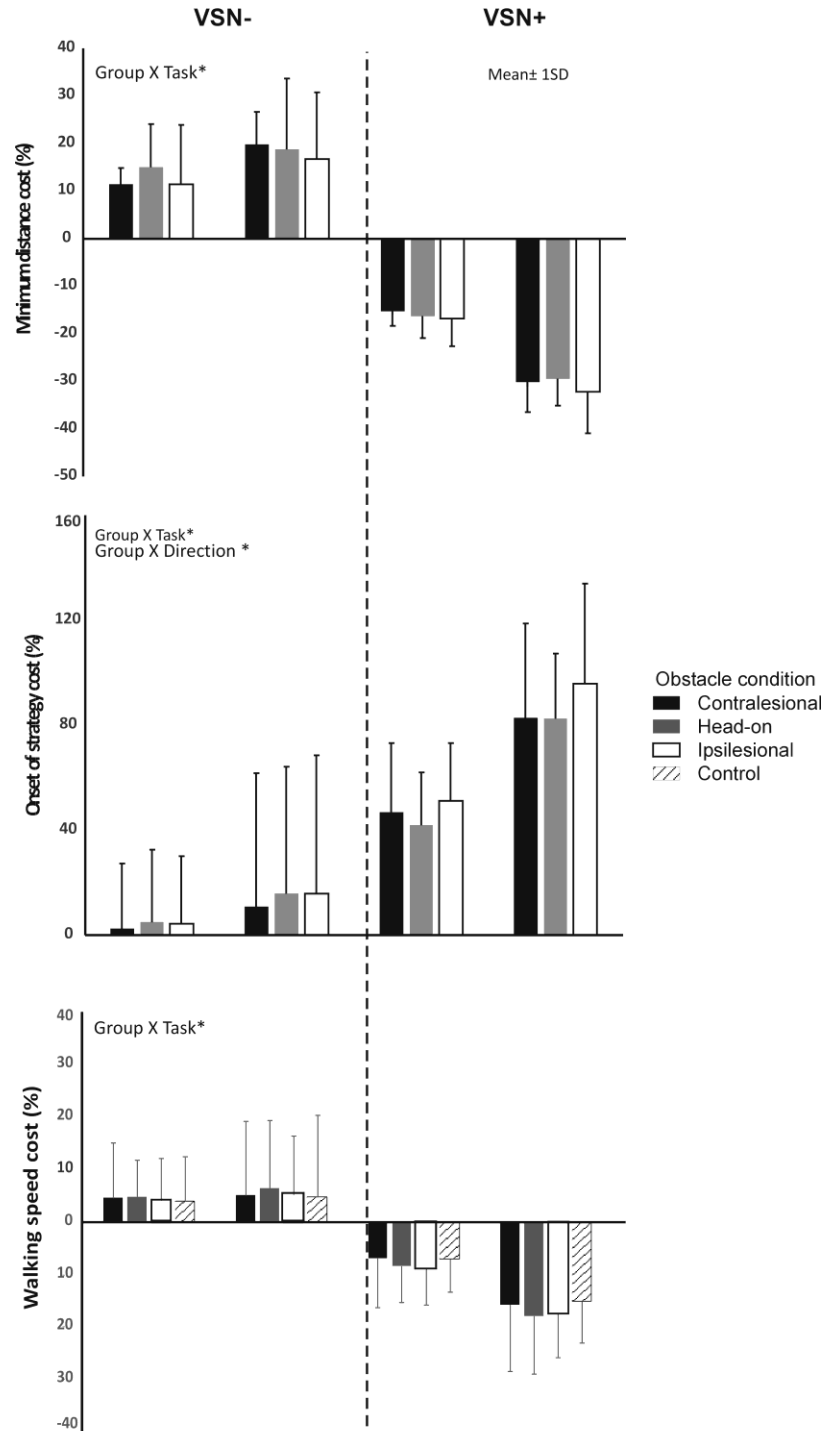 VSN-
VSN+
Group X Task*
Mean± 1SD
Minimum distance cost (%)
40
30
20
10
0
-10
-20
-30
-40
-50
Group X Task*
Group X Direction *
Onset of strategy cost (%)
160
120
80
40
0
Obstacle condition
Contralesional
Head-on
Ipsilesional
Control
Group X Task*
Walking speed cost (%)
40
30
20
10
0
10
20
30
-40